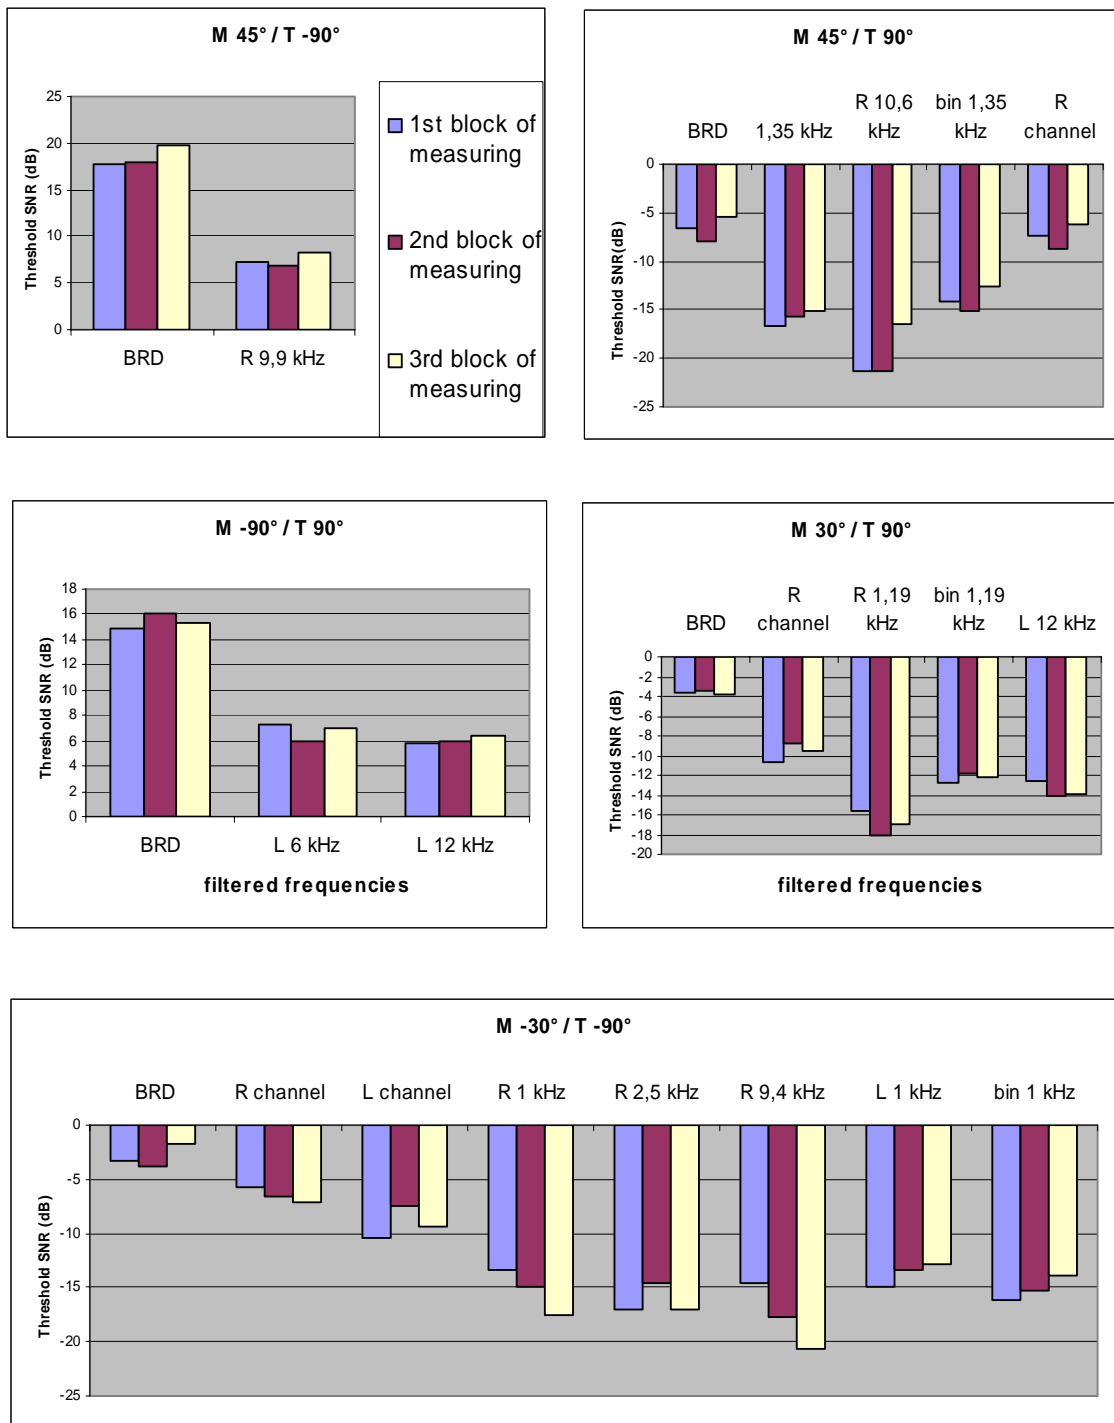 M 45° / T -90°
25
20
15
10
5
0
Threshold SNR (dB)
BRD
R 9,9 kHz
1st block of
measuring
2nd block of
measuring
3rd block of
measuring
M 45° / T 90°
BRD
1,35 kHz
R 10,6
kHz
bin 1,35
kHz
R
channel
0
-5
-10
-15
-20
-25
Threshold SNR(dB)
M -90° / T 90°
18
16
14
12
10
8
6
4
2
0
Threshold SNR (dB)
BRD
L 6 kHz
L 12 kHz
filtered frequencies
M 30° / T 90°
BRD
R
channel
R 1,19
kHz
bin 1,19
kHz
L 12 kHz
0
-2
-4
-6
-8
-10
-12
-14
-16
-18
-20
Threshold SNR (dB)
filtered frequencies
M -30° / T -90°
BRD
R channel
L channel
R 1 kHz
R 2,5 kHz
R 9,4 kHz
L 1 kHz
bin 1 kHz
0
-5
-10
-15
-20
-25
Threshold SNR (dB)